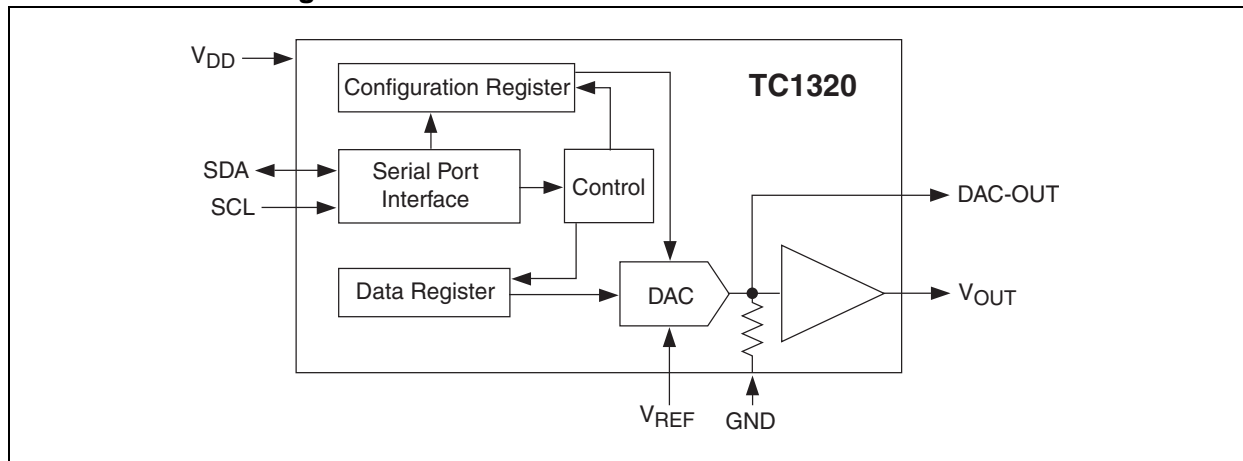 V_DD
TC1320
Configuration Register
SDA
SCL
Serial Port
Interface
Control
DAC-OUT
Data Register
DAC
V_OUT
V_REF
GND